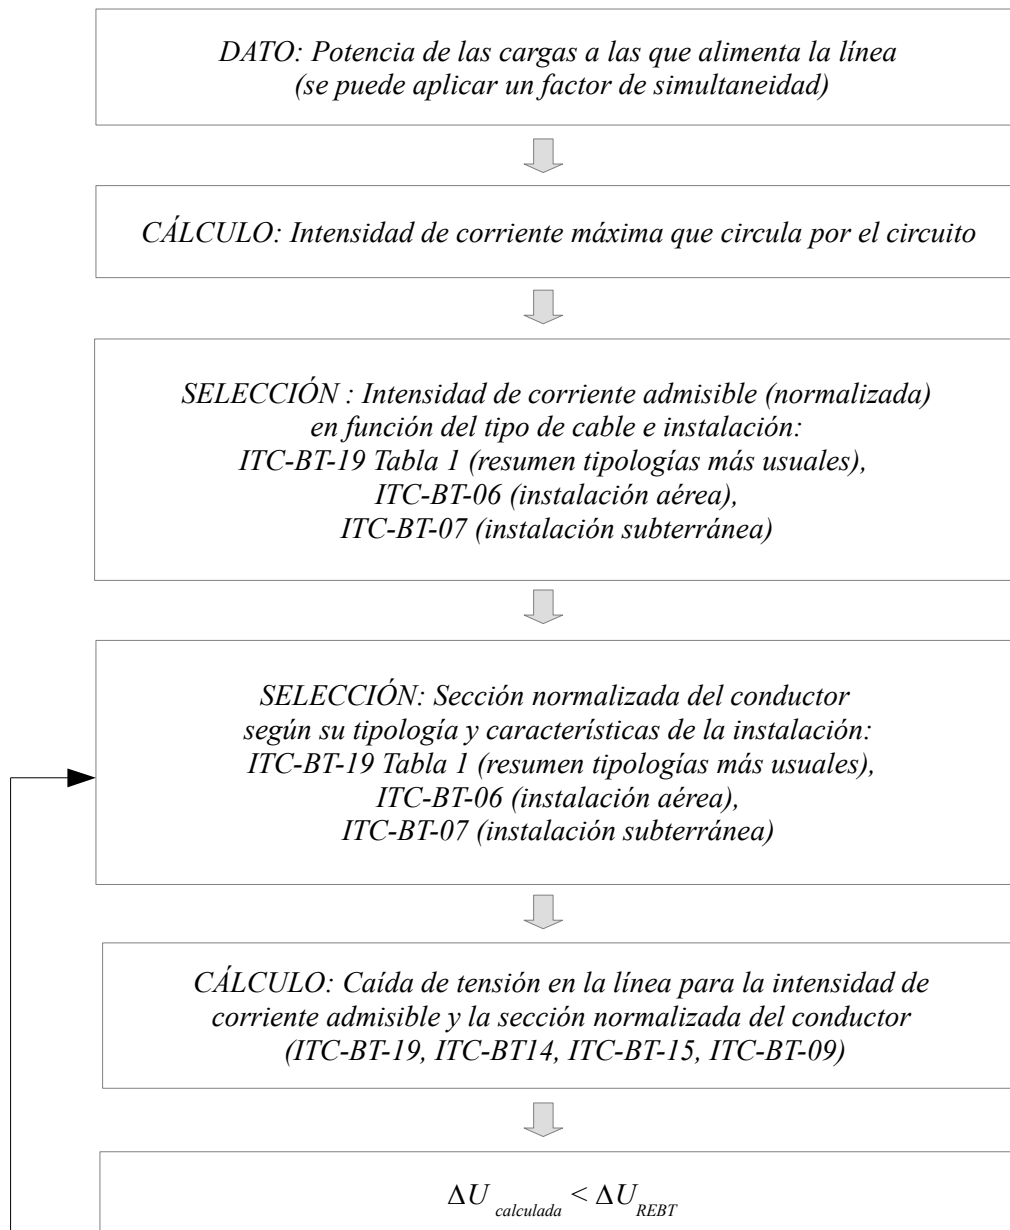 DATO: Potencia de las cargas a las que alimenta la línea
(se puede aplicar un factor de simultaneidad)
CÁLCULO: Intensidad de corriente máxima que circula por el circuito
SELECCIÓN : Intensidad de corriente admisible (normalizada)
en función del tipo de cable e instalación:
ITC-BT-19 Tabla 1 (resumen tipologías más usuales),
ITC-BT-06 (instalación aérea),
ITC-BT-07 (instalación subterránea)
SELECCIÓN: Sección normalizada del conductor
según su tipología y cararcterísticas de la instalación:
ITC-BT-19 Tabla 1 (resumen tipologías más usuales),
ITC-BT-06 (instalación aérea),
ITC-BT-07 (instalación subterránea)
CÁLCULO: Caída de tensión en la línea para la intensidad de
corriente admisible y la sección normalizada del conductor
(ITC-BT-19, ITC-BT14, ITC-BT-15, ITC-BT-09)
ΔU calculada < ΔU REBT